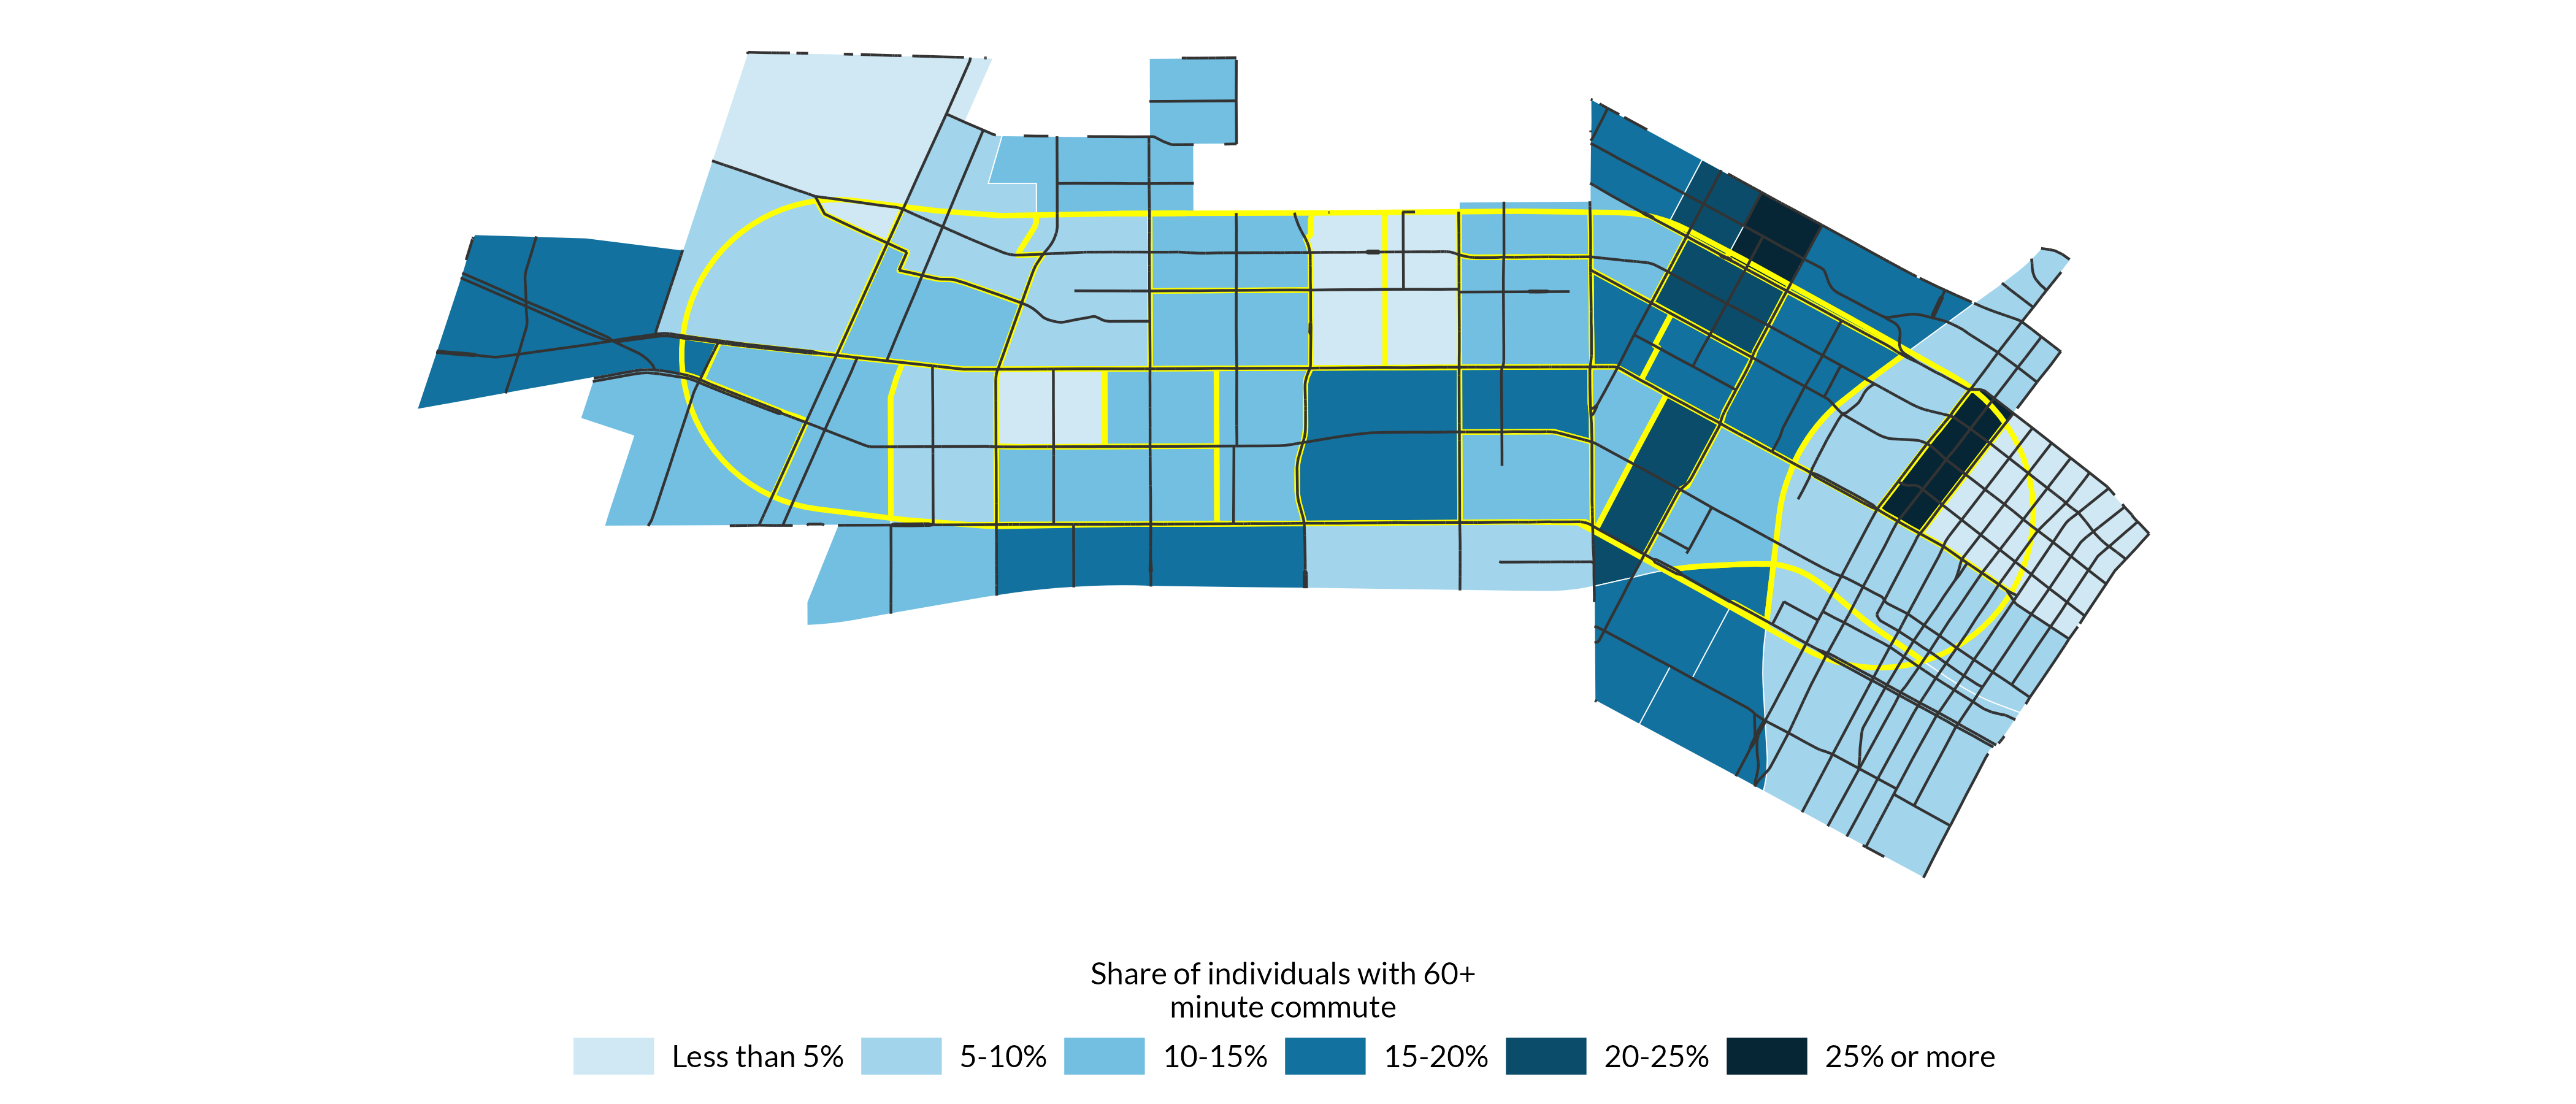 Share of individuals with 60+
minute commute
Less than 5% 5-10% 10-15% 15-20% 20-25% 25% or more